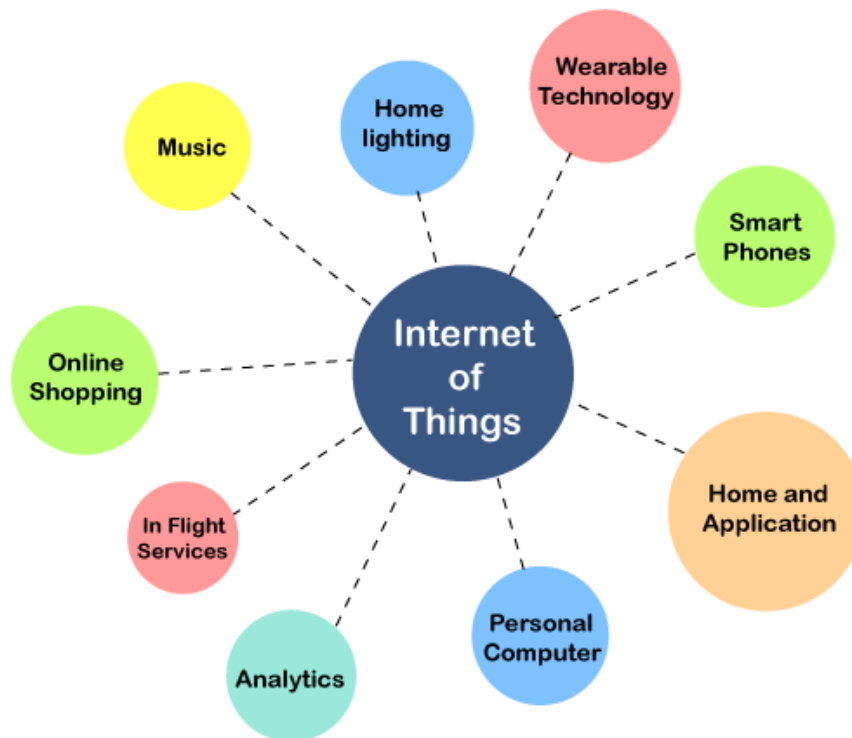 Wearable
Technology
Home
lighting
Music
Smart
Phones
Internet
of
Things
Online
Shopping
Home and
Application
In Flight
Services
Personal
Computer
Analytics